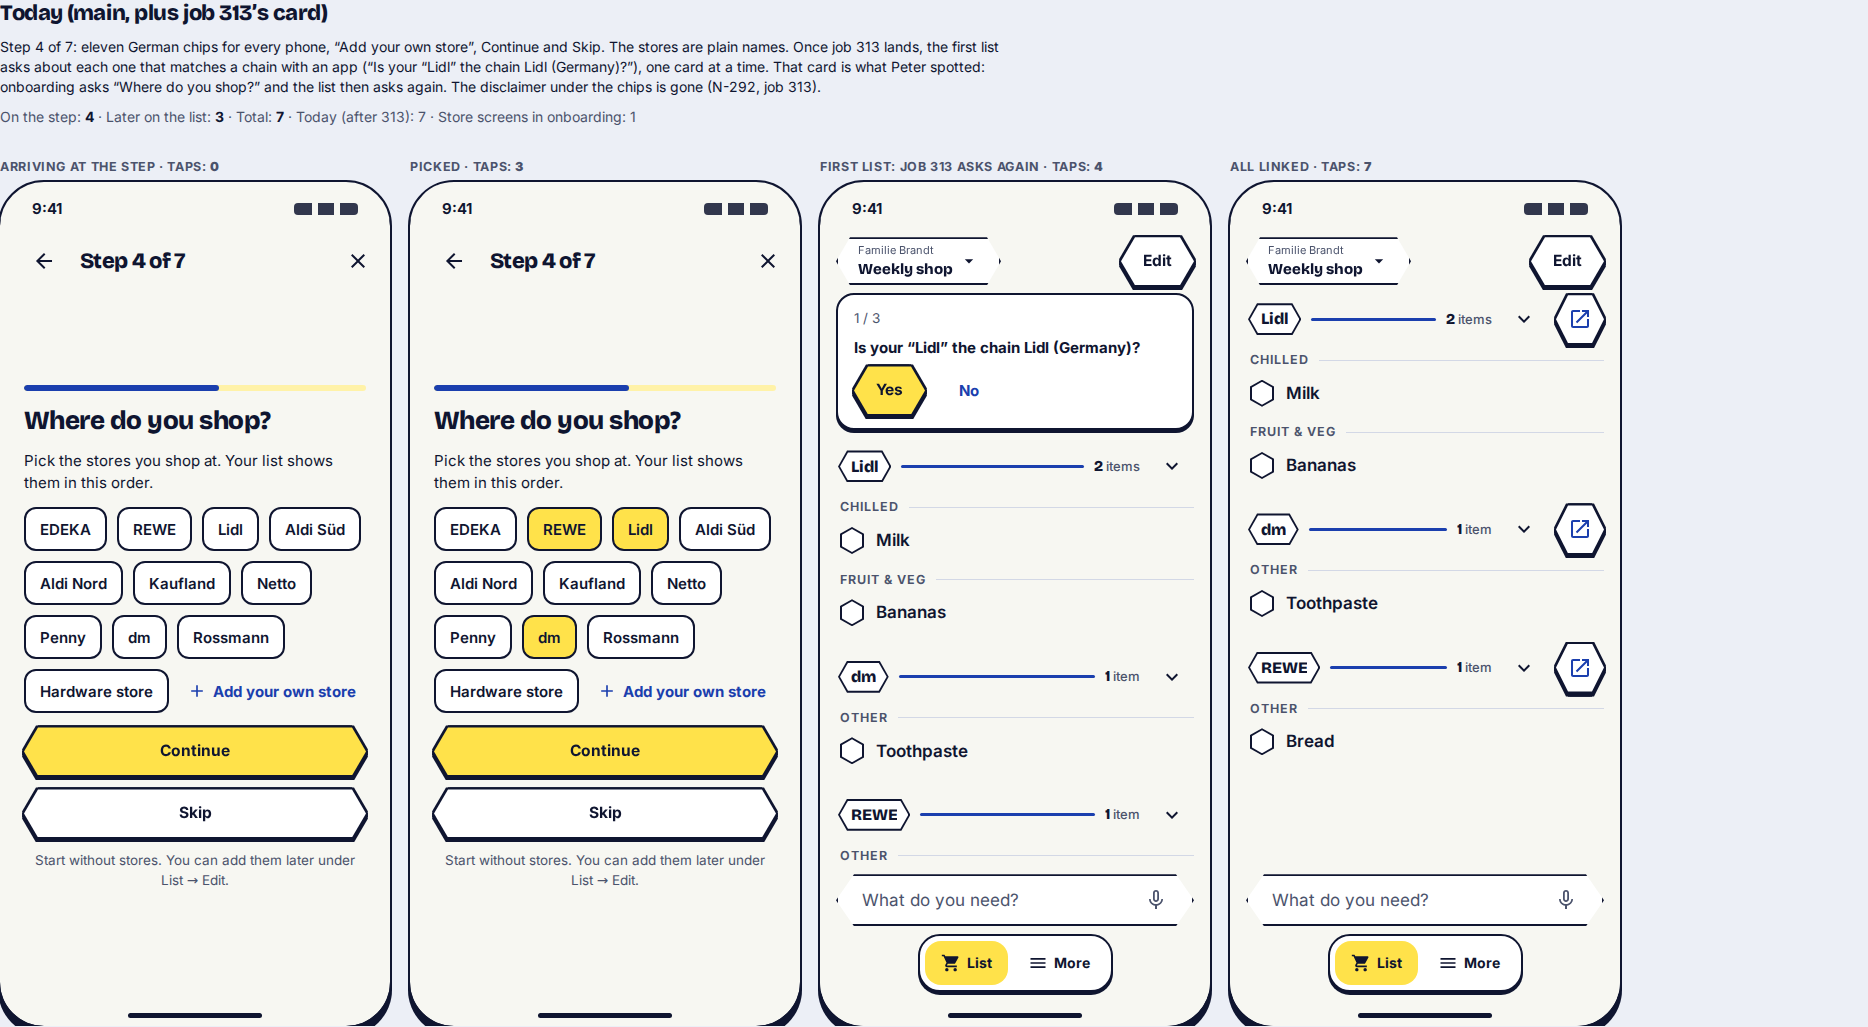 Today (main, plus job 313's card)
Step 4 of 7: eleven German chips for every phone, “Add your own store”, Continue and Skip. The stores are plain names. Once job 313 lands, the first list
asks about each one that matches a chain with an app (“Is your “Lidl” the chain Lidl (Germany)?”), one card at a time. That card is what Peter spotted:
onboarding asks “Where do you shop?” and the list then asks again. The disclaimer under the chips is gone (N-292, job 313).
On the step: 4 · Later on the list: 3 · Total: 7 · Today (after 313): 7 · Store screens in onboarding: 1
ARRIVING AT THE STEP · TAPS: 0
9:41
Step 4 of 7
Where do you shop?
Pick the stores you shop at. Your list shows
them in this order.
EDEKA REWE Lidl Aldi Süd
Aldi Nord Kaufland Netto
Penny dm Rossmann
Hardware store + Add your own store
Continue
Skip
Start without stores. You can add them later under
List → Edit.
PICKED · TAPS: 3
9:41
Step 4 of 7
Where do you shop?
Pick the stores you shop at. Your list shows
them in this order.
EDEKA REWE Lidl Aldi Süd
Aldi Nord Kaufland Netto
Penny dm Rossmann
Hardware store + Add your own store
Continue
Skip
Start without stores. You can add them later under
List → Edit.
FIRST LIST: JOB 313 ASKS AGAIN · TAPS: 4
9:41
Familie Brandt
Weekly shop
Edit
1 / 3
Is your “Lidl” the chain Lidl (Germany)?
Yes No
Lidl 2 items
CHILLED
Milk
FRUIT & VEG
Bananas
dm 1 item
OTHER
Toothpaste
REWE 1 item
OTHER
What do you need?
List More
ALL LINKED · TAPS: 7
9:41
Familie Brandt
Weekly shop
Edit
Lidl 2 items
CHILLED
Milk
FRUIT & VEG
Bananas
dm 1 item
OTHER
Toothpaste
REWE 1 item
OTHER
Bread
What do you need?
List More